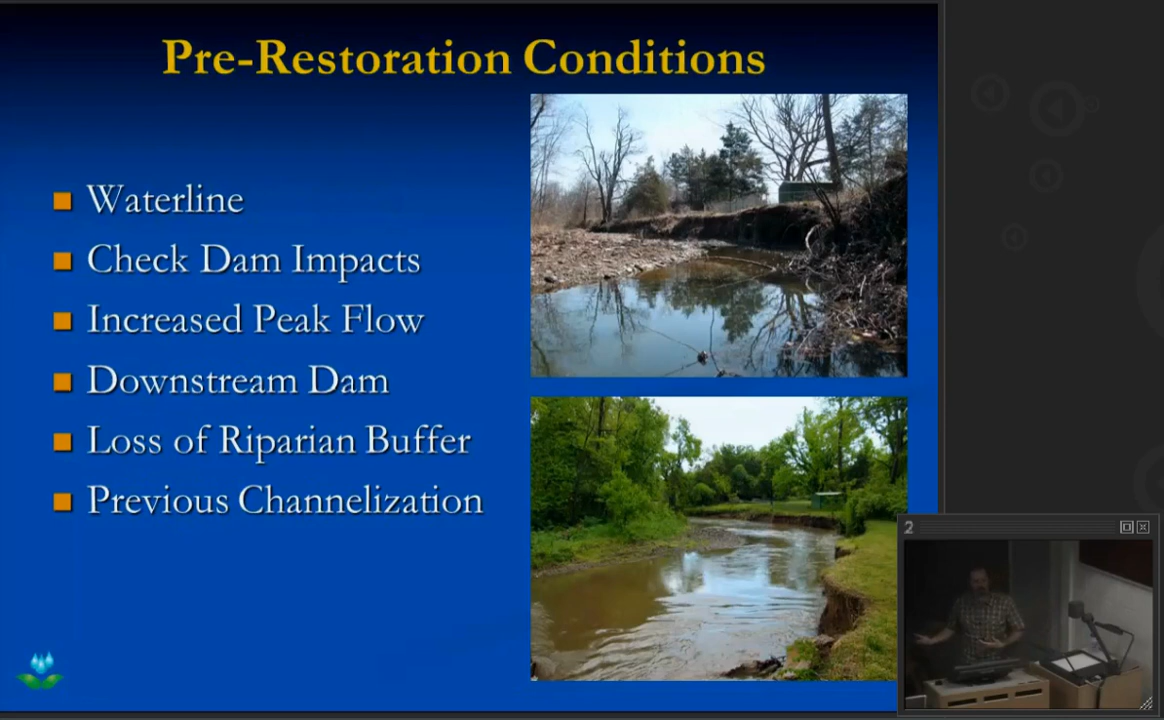 Pre-Restoration Conditions
Waterline
Check Dam Impacts
Increased Peak Flow
Downstream Dam
Loss of Riparian Buffer
Previous Channelization
2